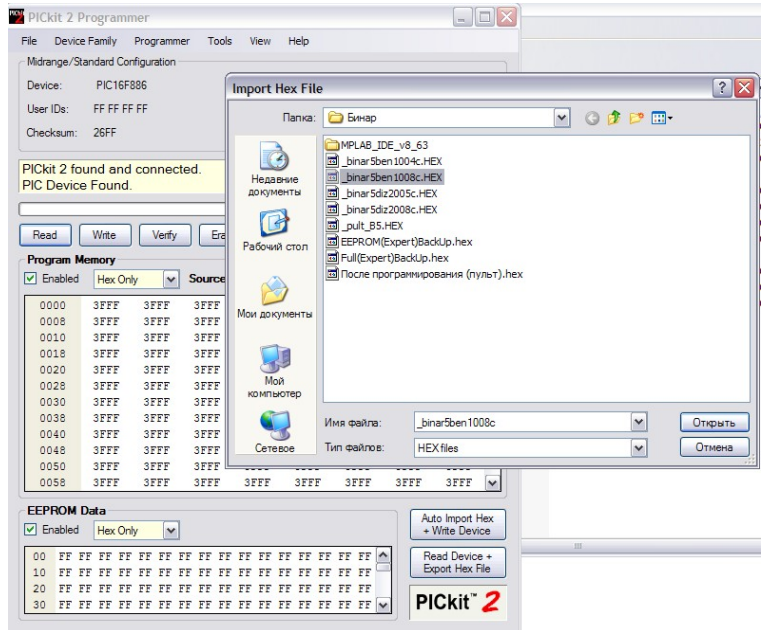 PICkit 2 Programmer
File Device Family Programmer Tools View Help
Midrange/Standard Configuration
Device: PIC16F886
User IDs: FF FF FF FF
Checksum: 26FF
PICkit 2 found and connected.
PIC Device Found.
Read Write Verify Era
Program Memory
Enabled Hex Only Source
0000 3FFF 3FFF 3FFF
0008 3FFF 3FFF 3FFF
0010 3FFF 3FFF 3FFF
0018 3FFF 3FFF 3FFF
0020 3FFF 3FFF 3FFF
0028 3FFF 3FFF 3FFF
0030 3FFF 3FFF 3FFF
0038 3FFF 3FFF 3FFF
0040 3FFF 3FFF 3FFF
0048 3FFF 3FFF 3FFF
0050 3FFF 3FFF
0058 3FFF 3FFF 3FFF 3FFF 3FFF 3FFF 3FFF 3FFF
EEPROM Data
Enabled Hex Only
00 FF FF FF FF FF FF FF FF FF FF FF FF FF FF FF FF
10 FF FF FF FF FF FF FF FF FF FF FF FF FF FF FF FF
20 FF FF FF FF FF FF FF FF FF FF FF FF FF FF FF FF
30 FF FF FF FF FF FF FF FF FF FF FF FF FF FF FF FF
Auto Import Hex
+ Write Device
Read Device +
Export Hex File
PICkit™ 2
Import Hex File
Папка: Бинар
Недавние
документы
Рабочий стол
Мои документы
Мой
компьютер
Сетевое
MPLAB_IDE_v8_63
_binar5ben1004c.HEX
_binar5ben1008c.HEX
_binar5diz2005c.HEX
_binar5diz2008c.HEX
_pult_B5.HEX
EEPROM(Expert)BackUp.hex
Full(Expert)BackUp.hex
После программирования (пульт).hex
Имя файла: _binar5ben1008c Открыть
Тип файлов: HEX files Отмена